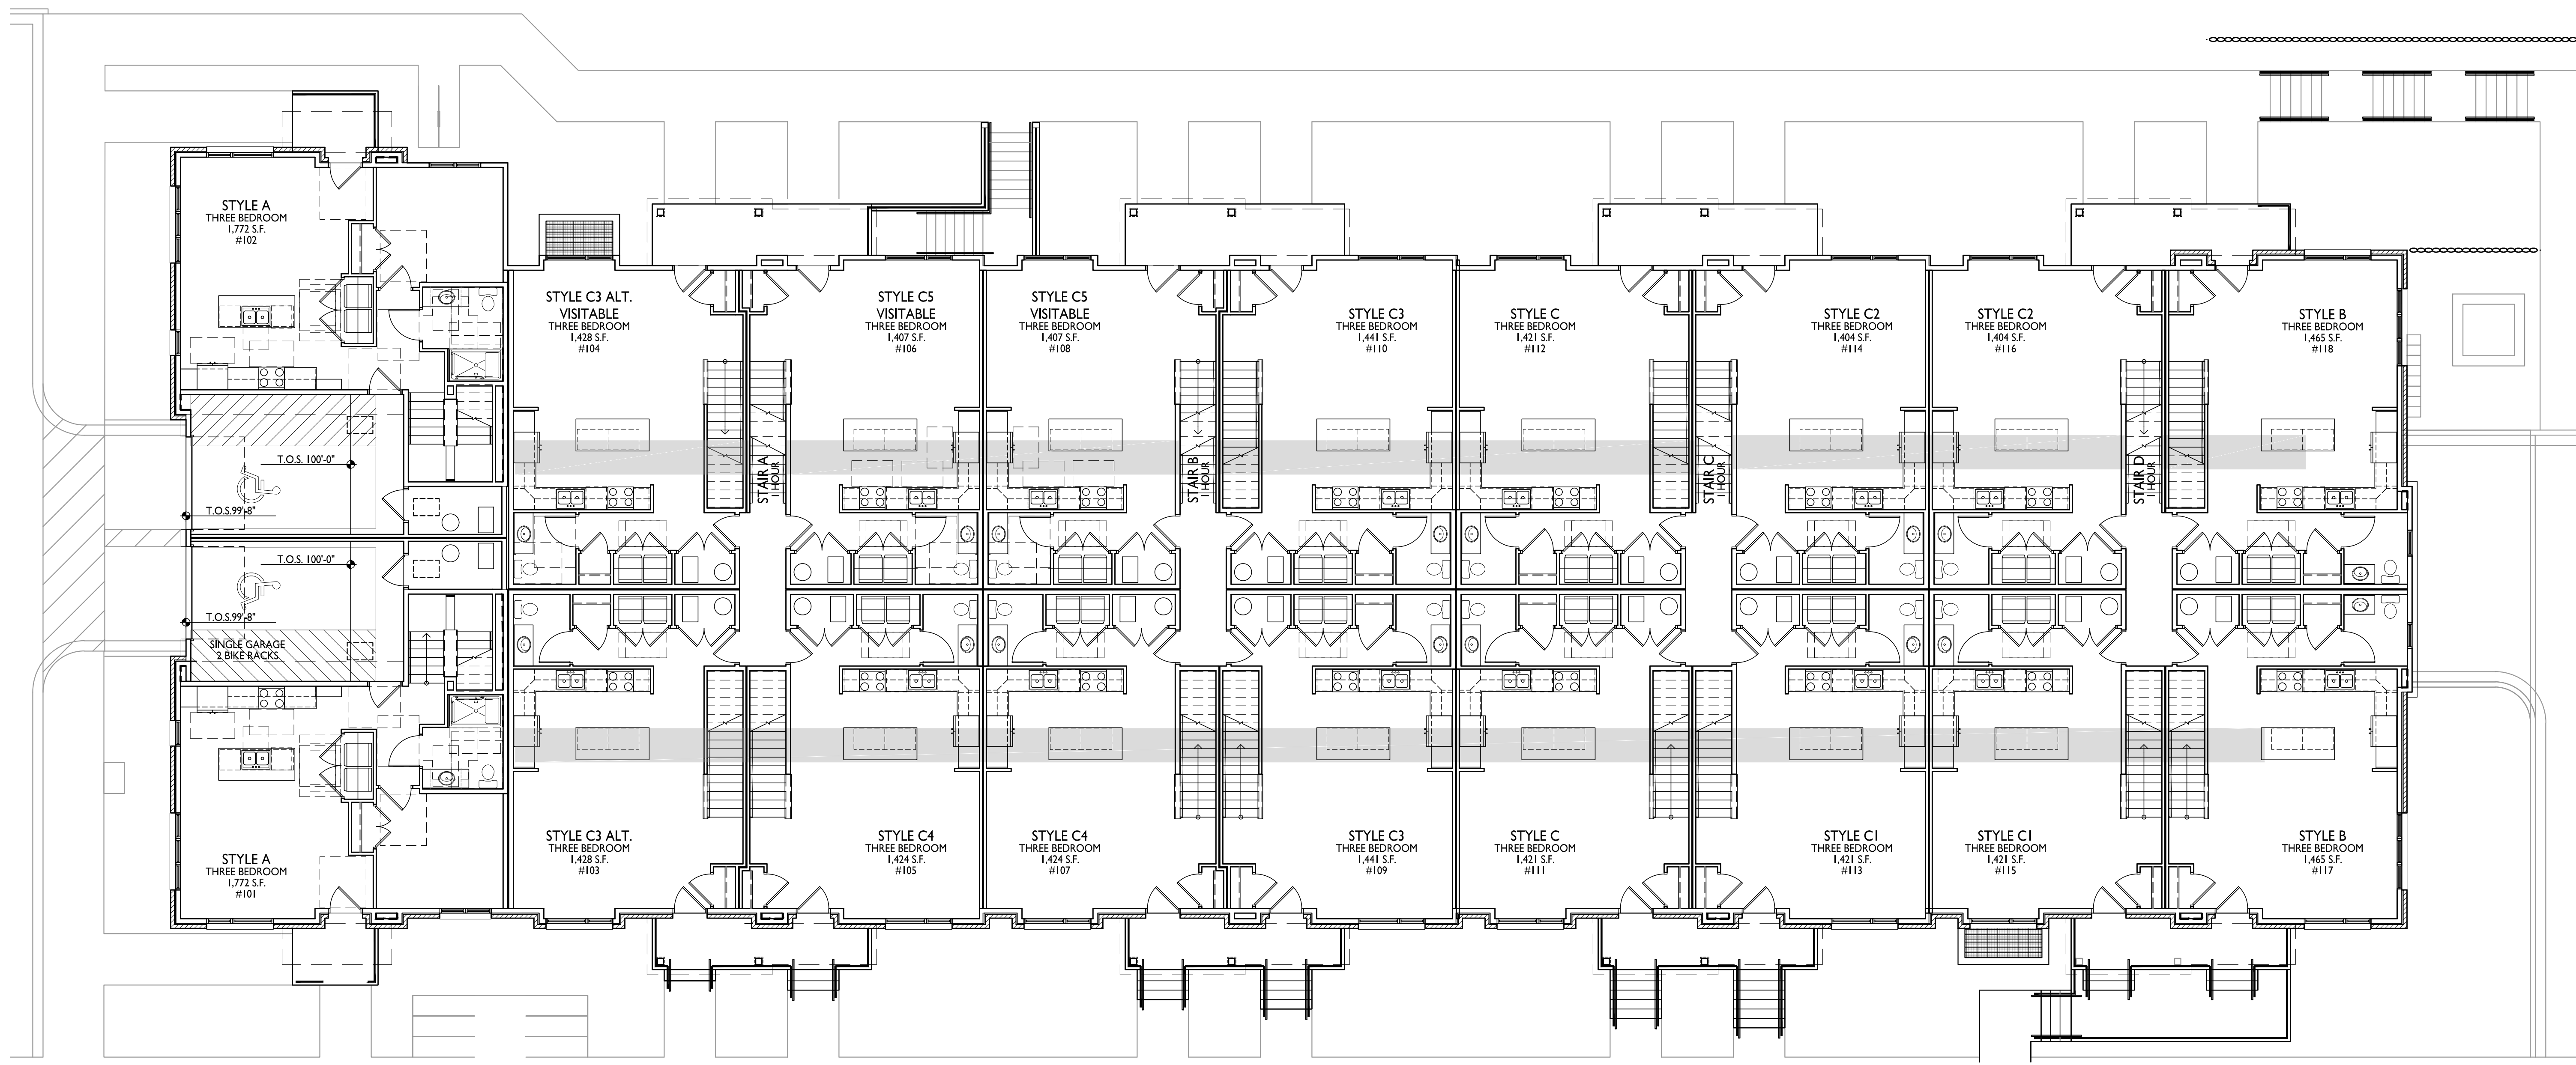 STYLE A
THREE BEDROOM
1,772 S.F.
#102
STYLE C3 ALT.
VISITABLE
THREE BEDROOM
1,428 S.F.
#104
STYLE C5
VISITABLE
THREE BEDROOM
1,407 S.F.
#106
STYLE C5
VISITABLE
THREE BEDROOM
1,407 S.F.
#108
STYLE C3
THREE BEDROOM
1,441 S.F.
#110
STYLE C
THREE BEDROOM
1,421 S.F.
#112
STYLE C2
THREE BEDROOM
1,404 S.F.
#114
STYLE C2
THREE BEDROOM
1,404 S.F.
#116
STYLE B
THREE BEDROOM
1,465 S.F.
#118
T.O.S. 100'-0"
T.O.S.99'-8"
STAIR A
1 HOUR
STAIR B
1 HOUR
STAIR C
1 HOUR
STAIR D
1 HOUR
T.O.S. 100'-0"
T.O.S.99'-8"
SINGLE GARAGE
2 BIKE RACKS
STYLE A
THREE BEDROOM
1,772 S.F.
#101
STYLE C3 ALT.
THREE BEDROOM
1,428 S.F.
#103
STYLE C4
THREE BEDROOM
1,424 S.F.
#105
STYLE C4
THREE BEDROOM
1,424 S.F.
#107
STYLE C3
THREE BEDROOM
1,441 S.F.
#109
STYLE C
THREE BEDROOM
1,421 S.F.
#111
STYLE C1
THREE BEDROOM
1,421 S.F.
#113
STYLE C1
THREE BEDROOM
1,421 S.F.
#115
STYLE B
THREE BEDROOM
1,465 S.F.
#117